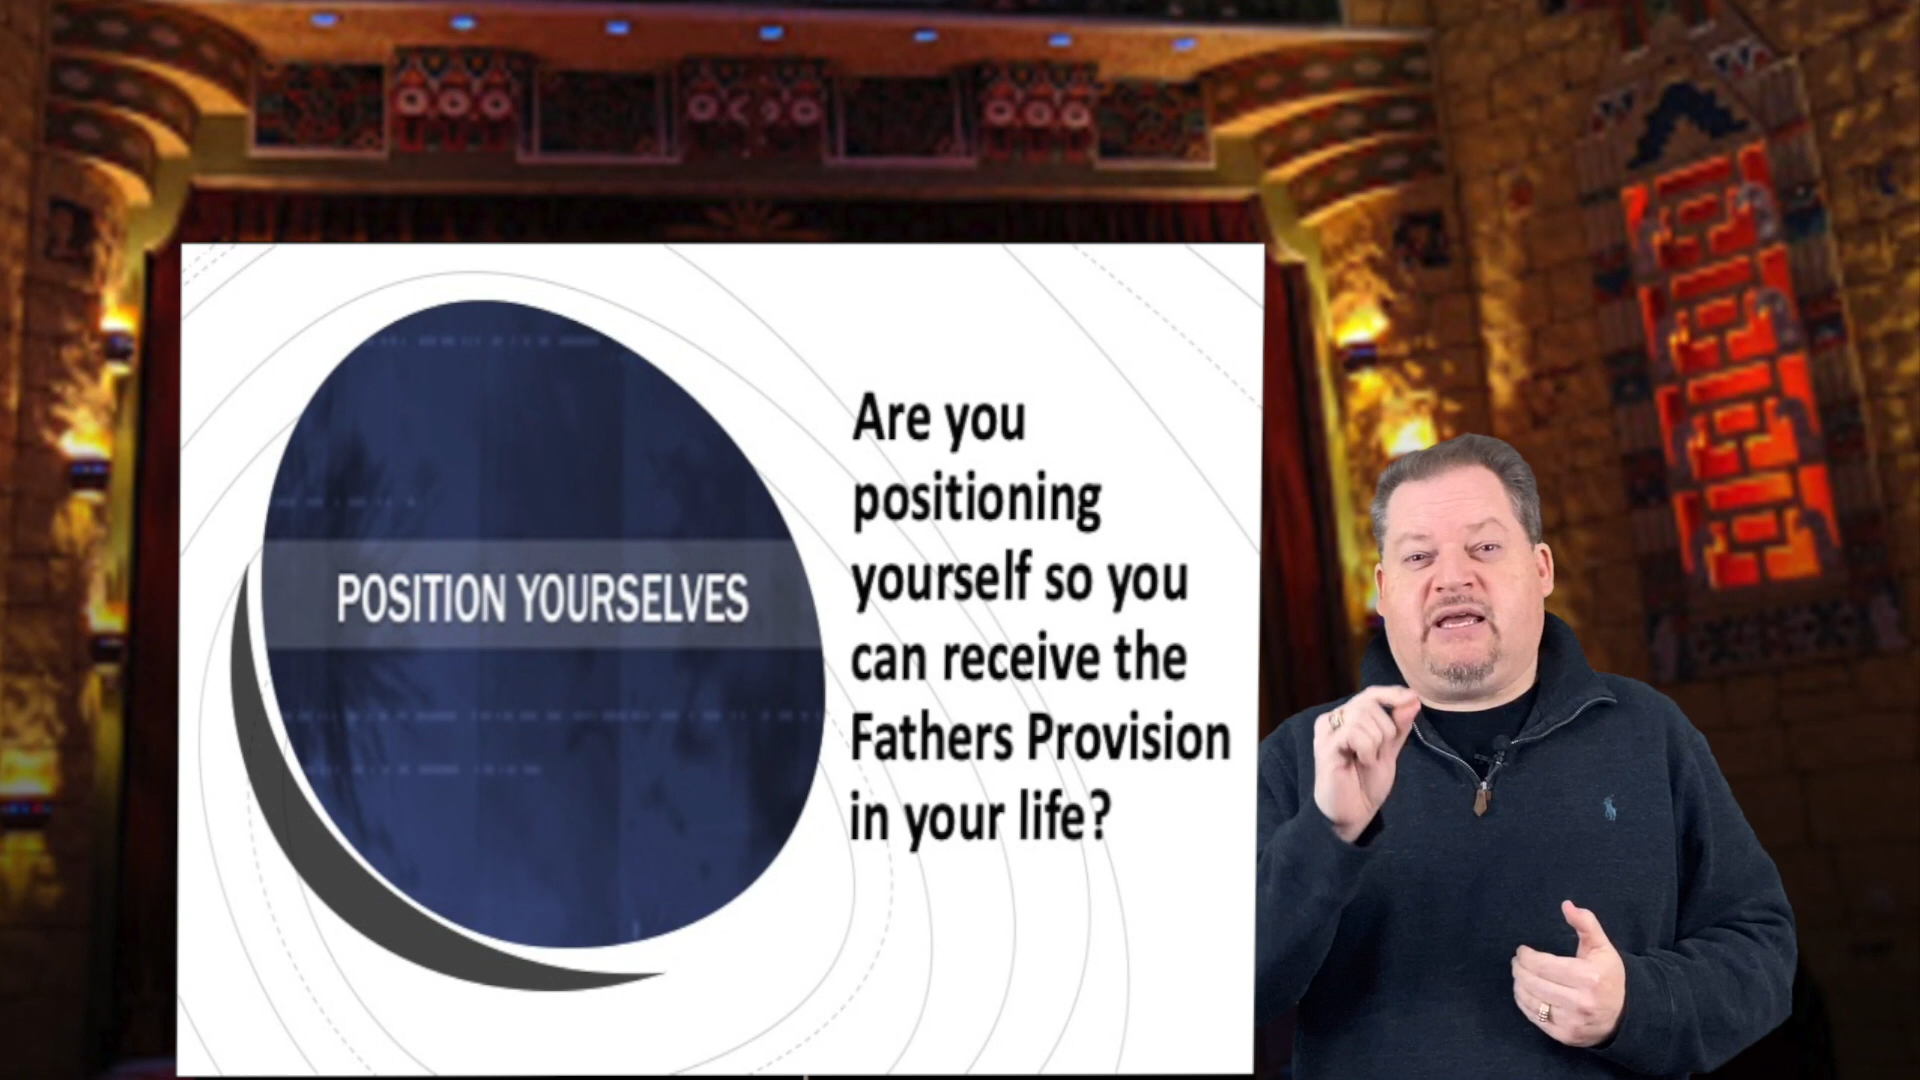 POSITION YOURSELVES
Are you
positioning
yourself so you
can receive the
Fathers Provision
in your life?